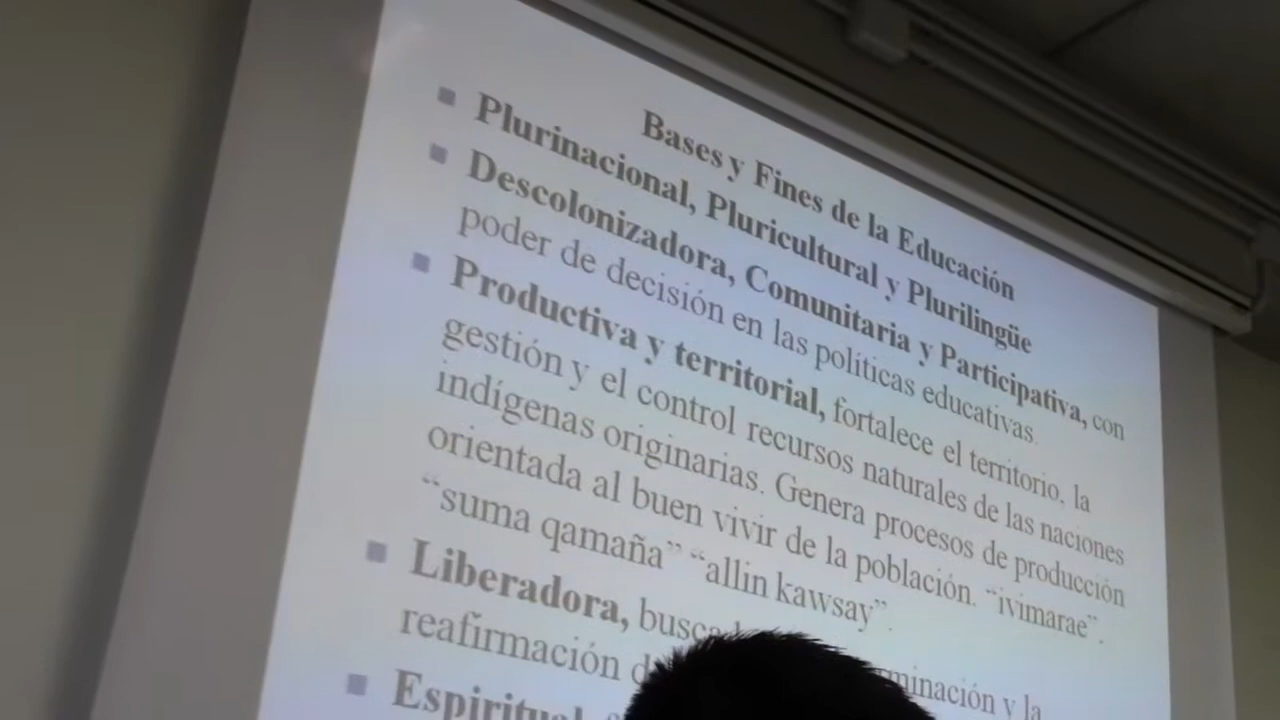 Bases y Fines de la Educación
Plurinacional, Pluricultural y Plurilingüe
Descolonizadora, Comunitaria y Participativa, con
poder de decisión en las políticas educativas.
Productiva y territorial, fortalece el territorio, la
gestión y el control recursos naturales de las naciones
indígenas originarias. Genera procesos de producción
orientada al buen vivir de la población. “ivimarae”.
“suma qamaña” “allin kawsay”.
Liberadora,
reafirmación y la